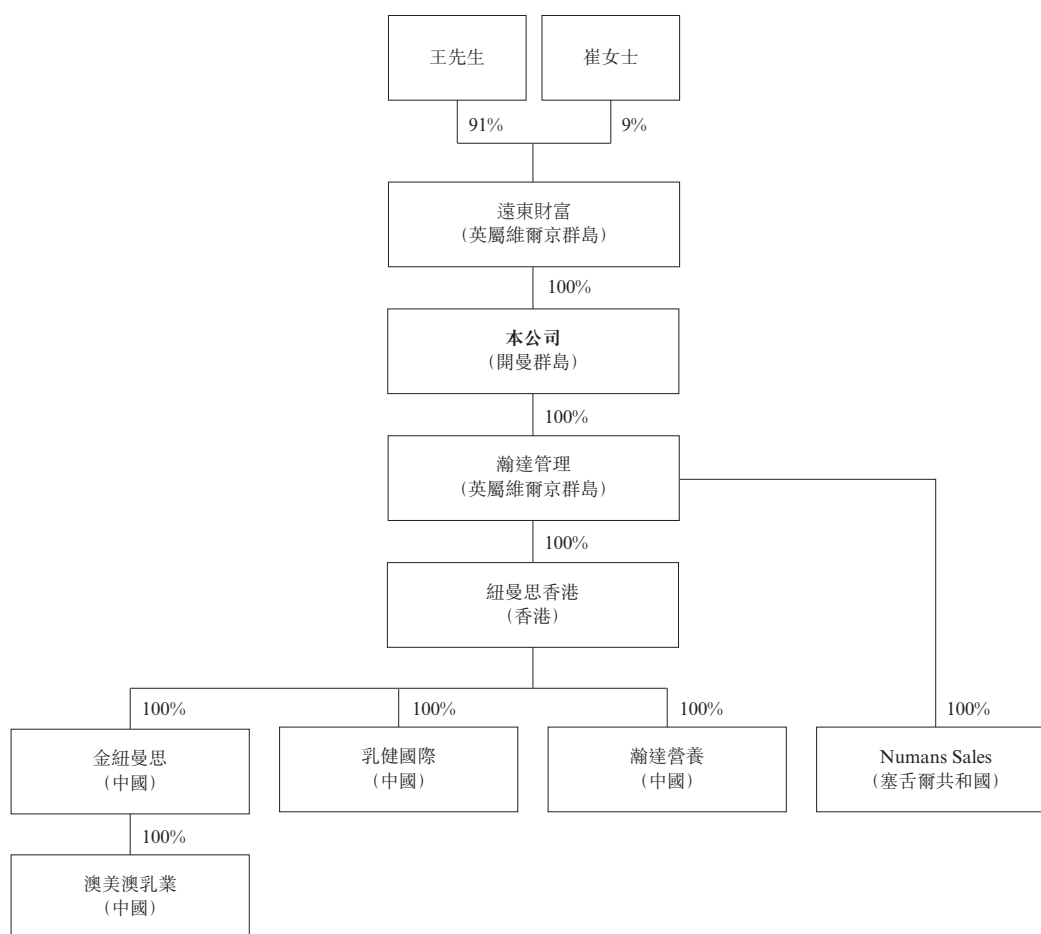 王先生
崔女士
91%
9%
遠東財富
(英屬維爾京群島)
100%
本公司
(開曼群島)
100%
瀚達管理
(英屬維爾京群島)
100%
紐曼思香港
(香港)
100%
100%
100%
100%
金紐曼思
(中國)
乳健國際
(中國)
瀚達營養
(中國)
Numans Sales
(塞舌爾共和國)
100%
澳美澳乳業
(中國)